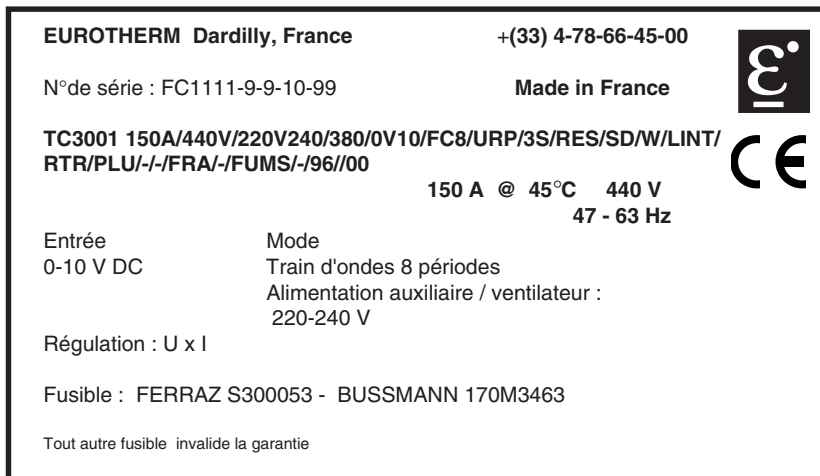 EUROTHERM Dardilly, France +(33) 4-78-66-45-00
N°de série : FC1111-9-9-10-99 Made in France
TC3001 150A/440V/220V240/380/0V10/FC8/URP/3S/RES/SD/W/LINT/
RTR/PLU/-/-/FRA/-/FUMS/-/96//00
150 A @ 45°C 440 V
47 - 63 Hz
Entrée Mode
0-10 V DC Train d'ondes 8 périodes
Alimentation auxiliaire / ventilateur :
220-240 V
Régulation : U x I
Fusible : FERRAZ S300053 - BUSSMANN 170M3463
Tout autre fusible invalide la garantie
ε
CE